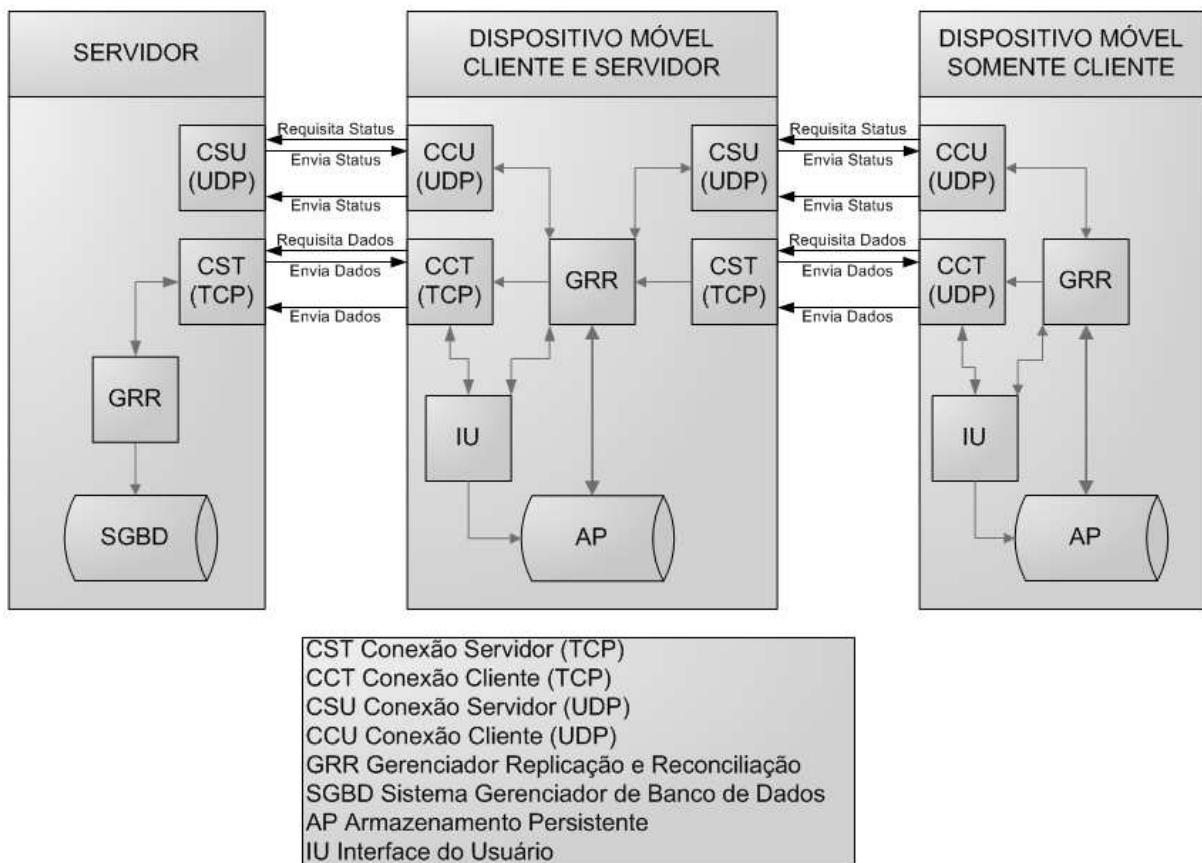 SERVIDOR
DISPOSITIVO MÓVEL
CLIENTE E SERVIDOR
DISPOSITIVO MÓVEL
SOMENTE CLIENTE
CSU
(UDP)
Requisita Status
Envia Status
Envia Status
CCU
(UDP)
CSU
(UDP)
Requisita Status
Envia Status
Envia Status
CCU
(UDP)
CST
(TCP)
Requisita Dados
Envia Dados
Envia Dados
CCT
(TCP)
GRR
CST
(TCP)
Requisita Dados
Envia Dados
Envia Dados
CCT
(UDP)
GRR
GRR
IU
IU
SGBD
AP
AP
CST Conexão Servidor (TCP)
CCT Conexão Cliente (TCP)
CSU Conexão Servidor (UDP)
CCU Conexão Cliente (UDP)
GRR Gerenciador Replicação e Reconciliação
SGBD Sistema Gerenciador de Banco de Dados
AP Armazenamento Persistente
IU Interface do Usuário